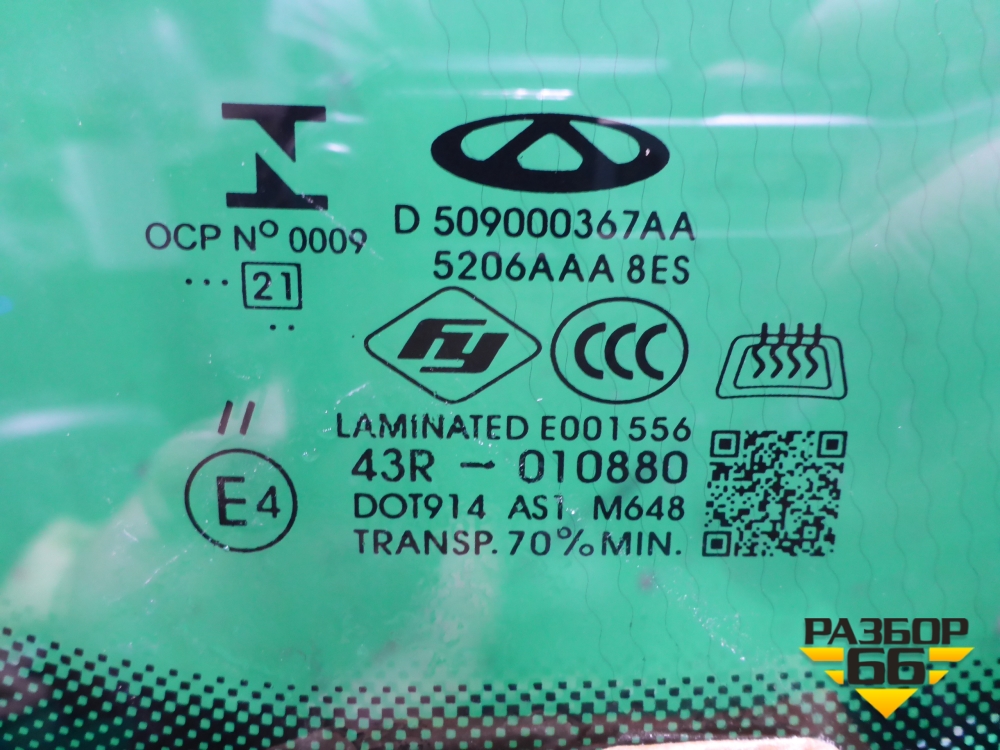 OCP Nº 0009
... 21
..
D 509000367AA
5206AAA 8ES
fy
CCC
//
E4
LAMINATED E001556
43R - 010880
DOT914 AS1 M648
TRANSP. 70% MIN.
РАЗБОР
66